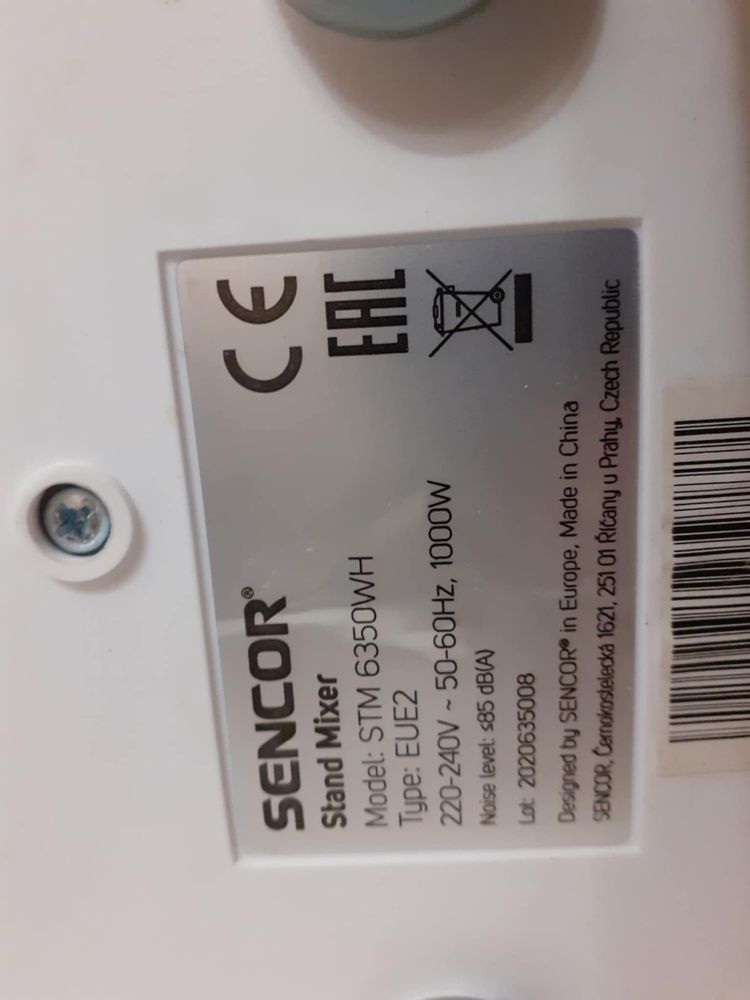 SENCOR®
Stand Mixer
Model: STM 6350WH
Type: EUE2
220-240V ~ 50-60Hz, 1000W
Noise level: ≤85 dB(A)
Lot: 2020635008
Designed by SENCOR® in Europe, Made in China
SENCOR, Černokostelecká 1621, 251 01 Říčany u Prahy, Czech Republic
CE
EAC